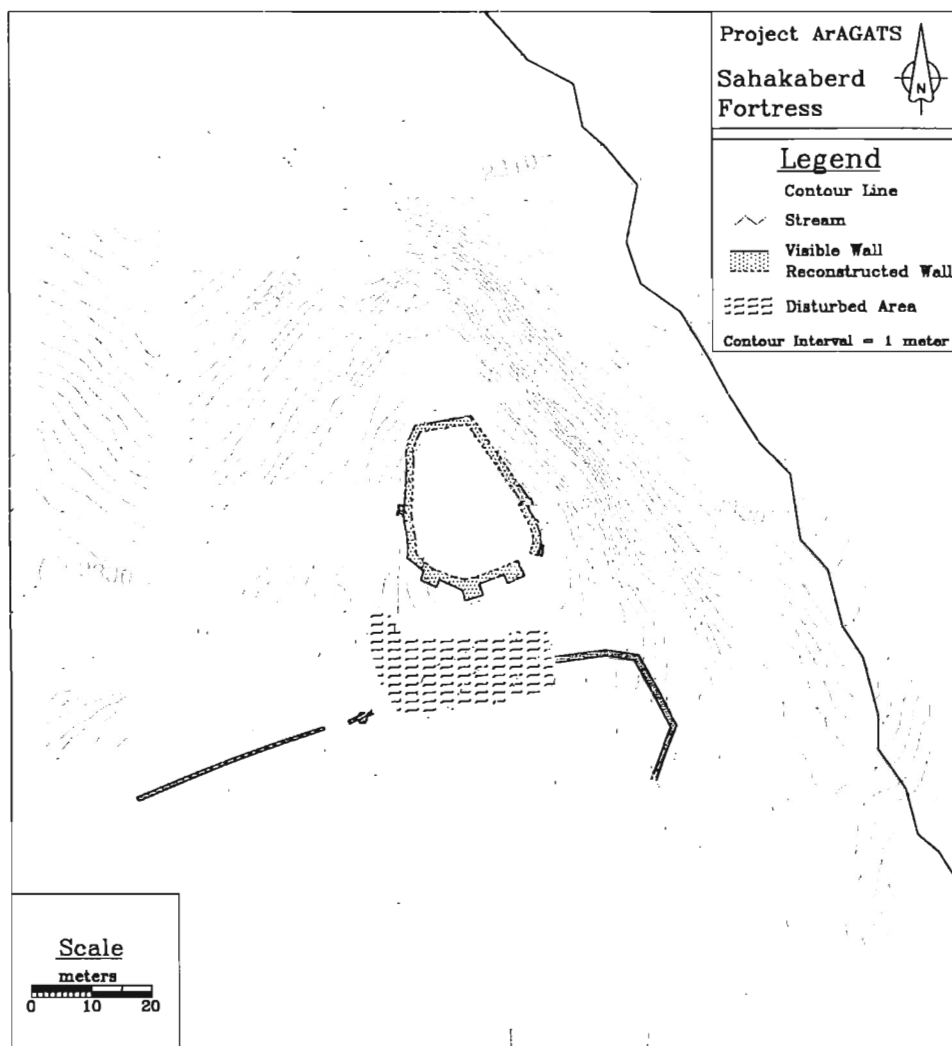 Project ArAGATS
Sahakaberd
Fortress
N
Legend
Contour Line
Stream
Visible Wall
Reconstructed Wall
Disturbed Area
Contour Interval = 1 meter
Scale
meters
0 10 20